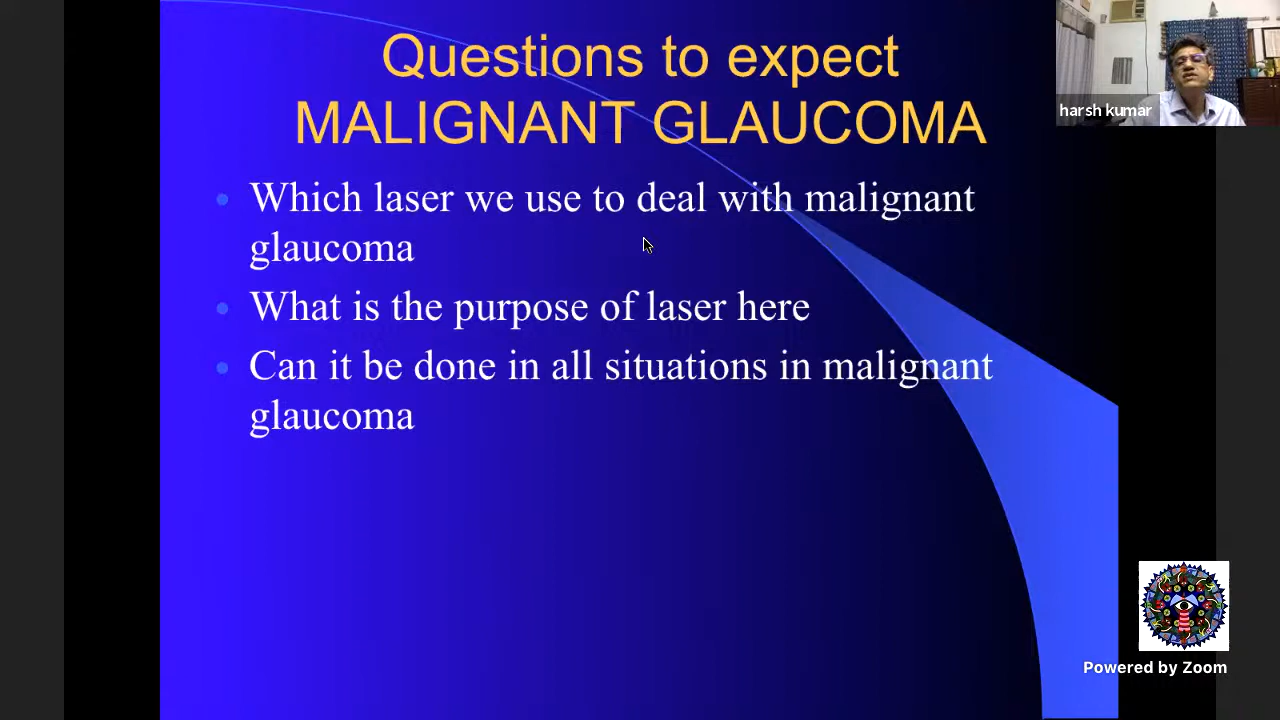 Questions to expect
MALIGNANT GLAUCOMA
harsh kumar
Which laser we use to deal with malignant
glaucoma
What is the purpose of laser here
Can it be done in all situations in malignant
glaucoma
Powered by Zoom